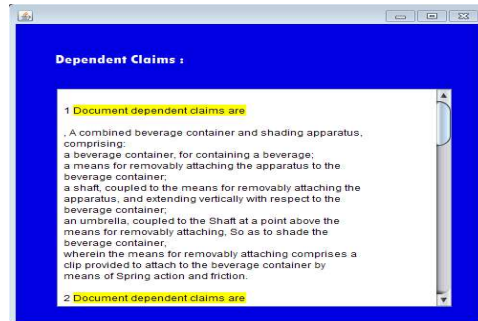 Dependent Claims :
1 Document dependent claims are
, A combined beverage container and shading apparatus,
comprising:
a beverage container, for containing a beverage;
a means for removably attaching the apparatus to the
beverage container;
a shaft, coupled to the means for removably attaching the
apparatus, and extending vertically with respect to the
beverage container;
an umbrella, coupled to the Shaft at a point above the
means for removably attaching, So as to shade the
beverage container,
wherein the means for removably attaching comprises a
clip provided to attach to the beverage container by
means of Spring action and friction.
2 Document dependent claims are